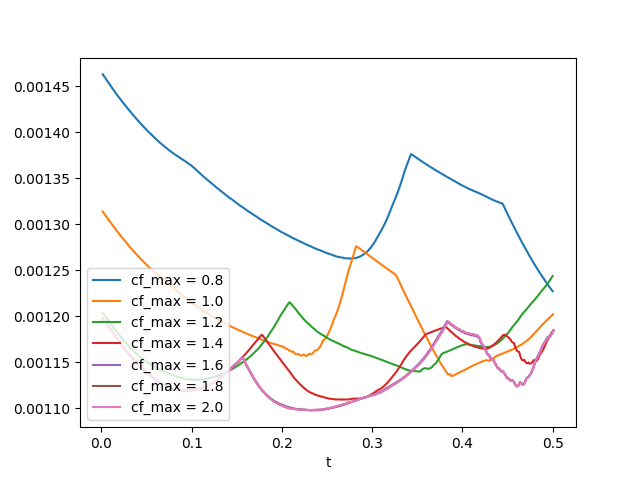 0.00145
0.00140
0.00135
0.00130
0.00125
0.00120
0.00115
0.00110
cf_max = 0.8
cf_max = 1.0
cf_max = 1.2
cf_max = 1.4
cf_max = 1.6
cf_max = 1.8
cf_max = 2.0
0.0 0.1 0.2 0.3 0.4 0.5
t